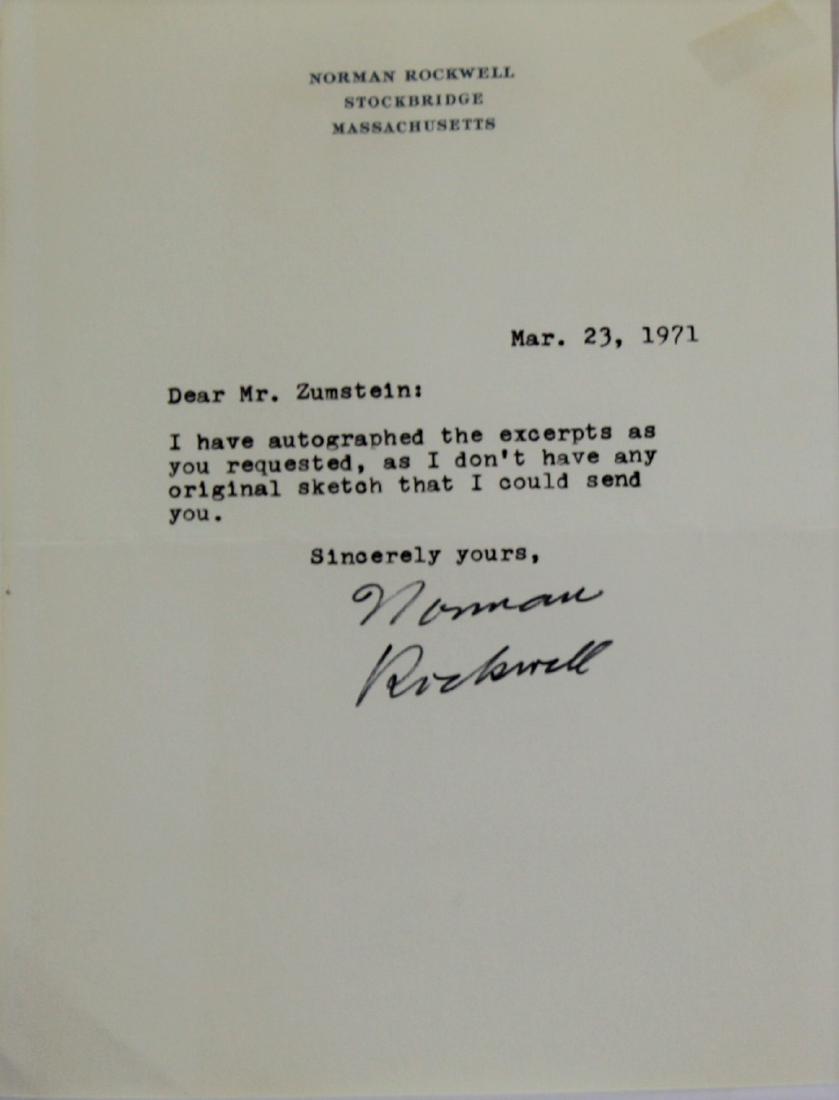 NORMAN ROCKWELL
STOCKBRIDGE
MASSACHUSETTS
Mar. 23, 1971
Dear Mr. Zumstein:
I have autographed the excerpts as
you requested, as I don't have any
original sketch that I could send
you.
Sincerely yours,
Norman
Rockwell